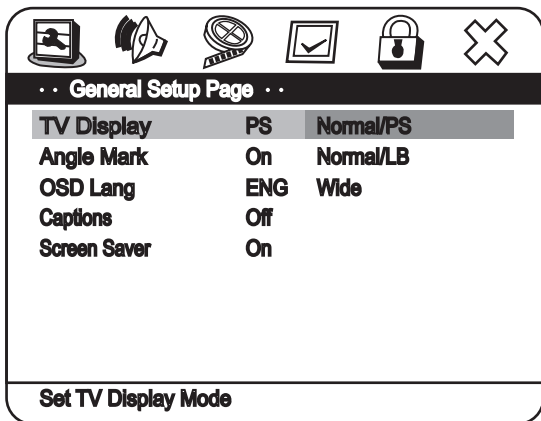 · · General Setup Page · ·
TV Display PS Normal/PS
Angle Mark On Normal/LB
OSD Lang ENG Wide
Captions Off
Screen Saver On
Set TV Display Mode